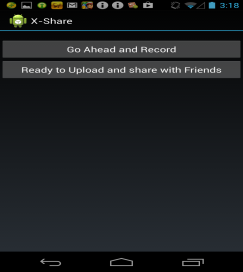 3:18
X-Share
Go Ahead and Record
Ready to Upload and share with Friends